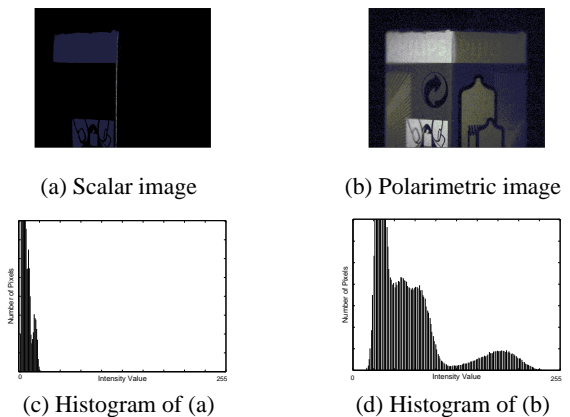 (a) Scalar image
(b) Polarimetric image
Number of Pixels
0
Intensity Value
255
(c) Histogram of (a)
Number of Pixels
0
Intensity Value
255
(d) Histogram of (b)